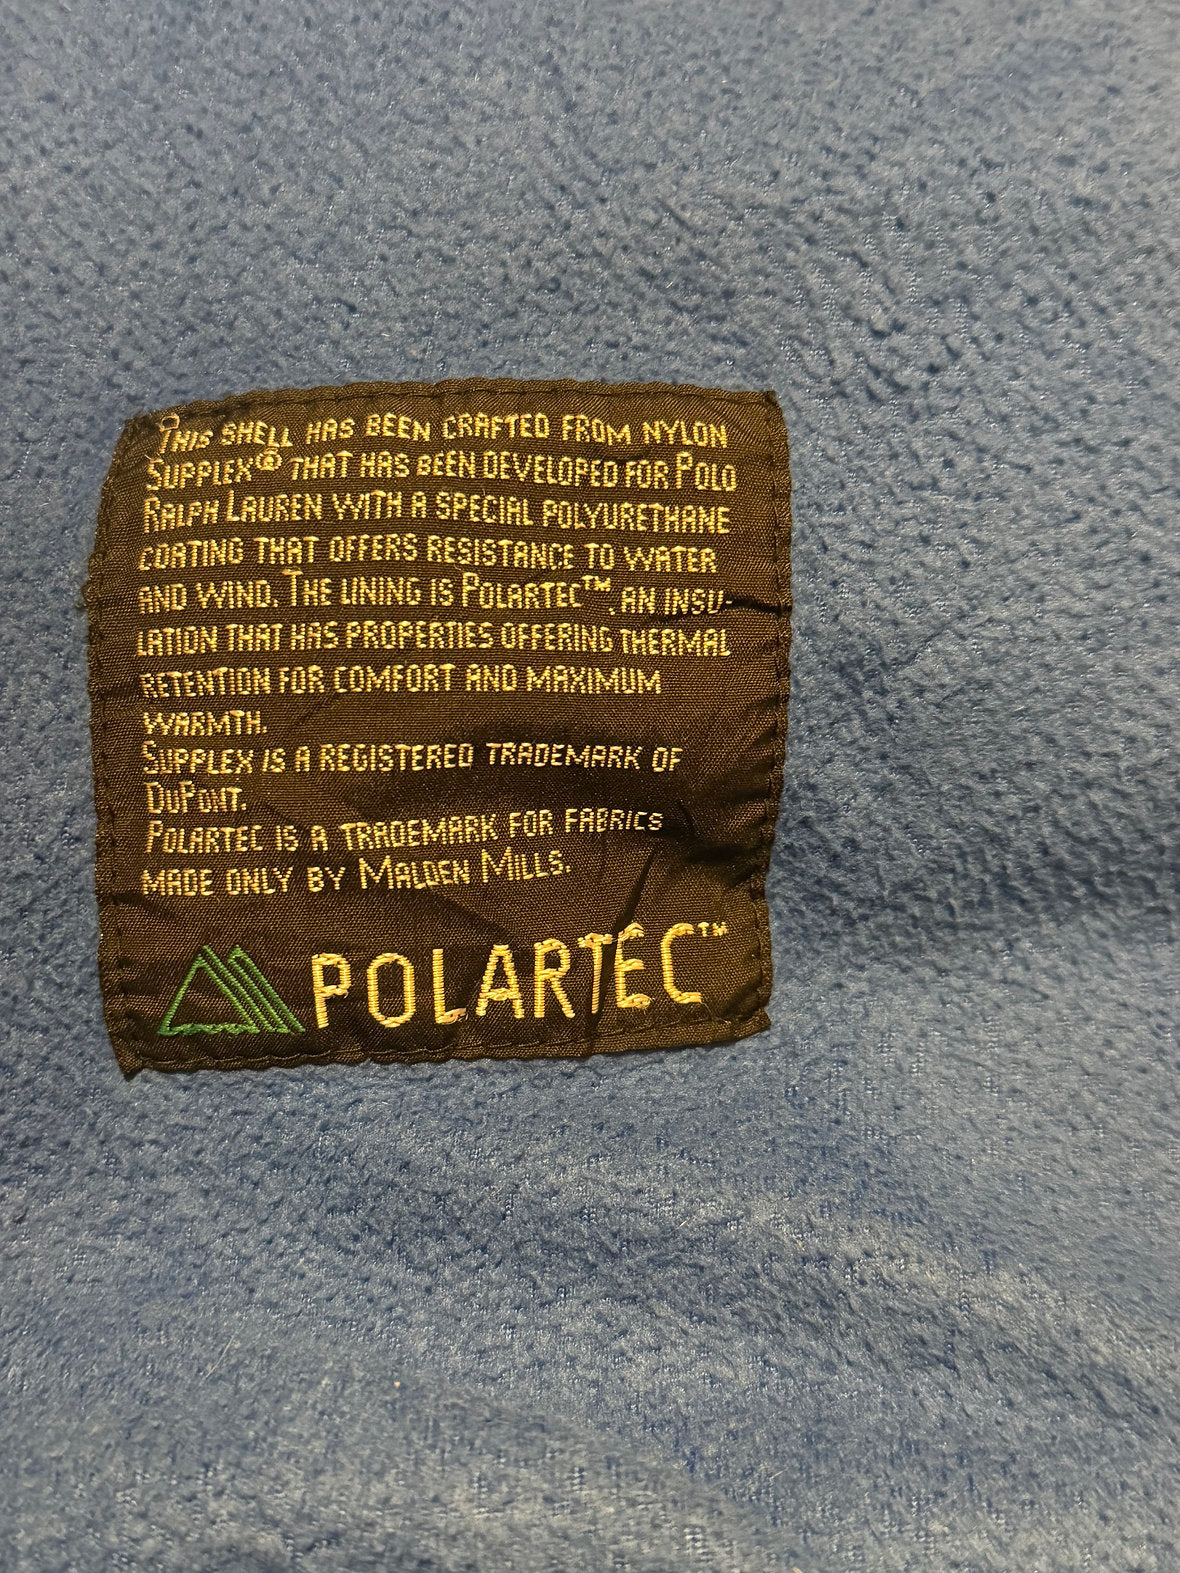 This shell has been crafted from nylon
Supplex® that has been developed for Polo
Ralph Lauren with a special polyurethane
coating that offers resistance to water
and wind. The lining is Polartec™, an insu-
lation that has properties offering thermal
retention for comfort and maximum
warmth.
Supplex is a registered trademark of
DuPont.
Polartec is a trademark for fabrics
made only by Malden Mills.
POLARTEC™